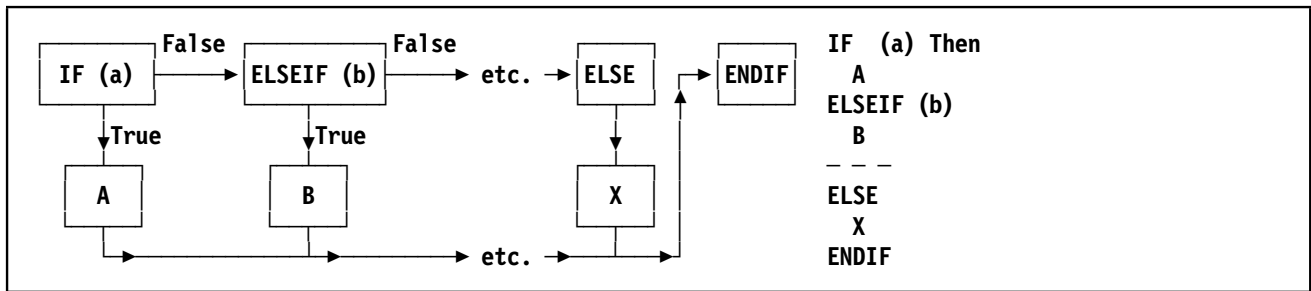 False False
IF (a) ELSEIF (b) etc. ELSE ENDIF
True True
A B X
etc.
IF (a) Then
A
ELSEIF (b)
B
— — —
ELSE
X
ENDIF